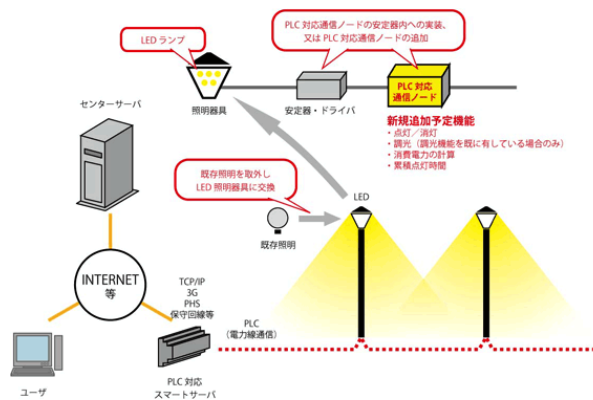 PLC 対応通信ノードの安定器内への実装、
又は PLC 対応通信ノードの追加
LED ランプ
PLC 対応
通信ノード
照明器具
安定器・ドライバ
センターサーバ
新規追加予定機能
・点灯／消灯
・調光（調光機能を既に有している場合のみ）
・消費電力の計算
・累積点灯時間
既存照明を取外し
LED 照明器具に交換
LED
既存照明
INTERNET
等
TCP/IP
3G
PHS
保守回線等
PLC
（電力線通信）
ユーザ
PLC 対応
スマートサーバ